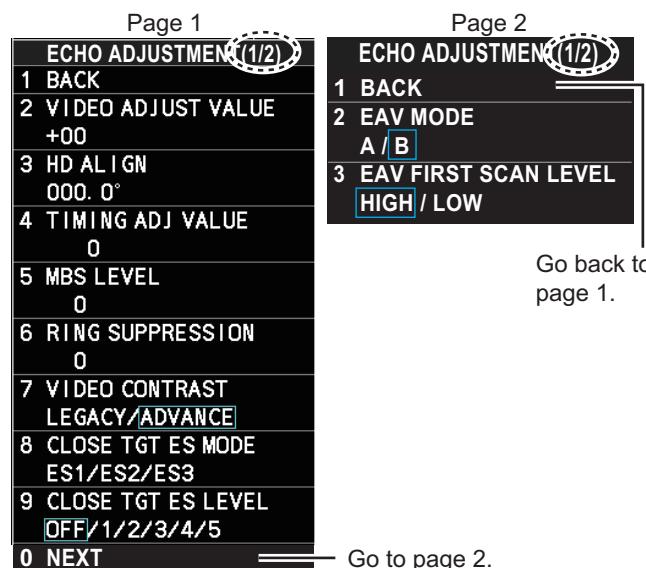 Page 1
ECHO ADJUSTMENT (1/2)
1 BACK
2 VIDEO ADJUST VALUE
+00
3 HD ALIGN
000.0°
4 TIMING ADJ VALUE
0
5 MBS LEVEL
0
6 RING SUPPRESSION
0
7 VIDEO CONTRAST
LEGACY/ADVANCE
8 CLOSE TGT ES MODE
ES1/ES2/ES3
9 CLOSE TGT ES LEVEL
OFF/1/2/3/4/5
0 NEXT
Go to page 2.
Page 2
ECHO ADJUSTMENT (1/2)
1 BACK
2 EAV MODE
A / B
3 EAV FIRST SCAN LEVEL
HIGH / LOW
Go back to
page 1.